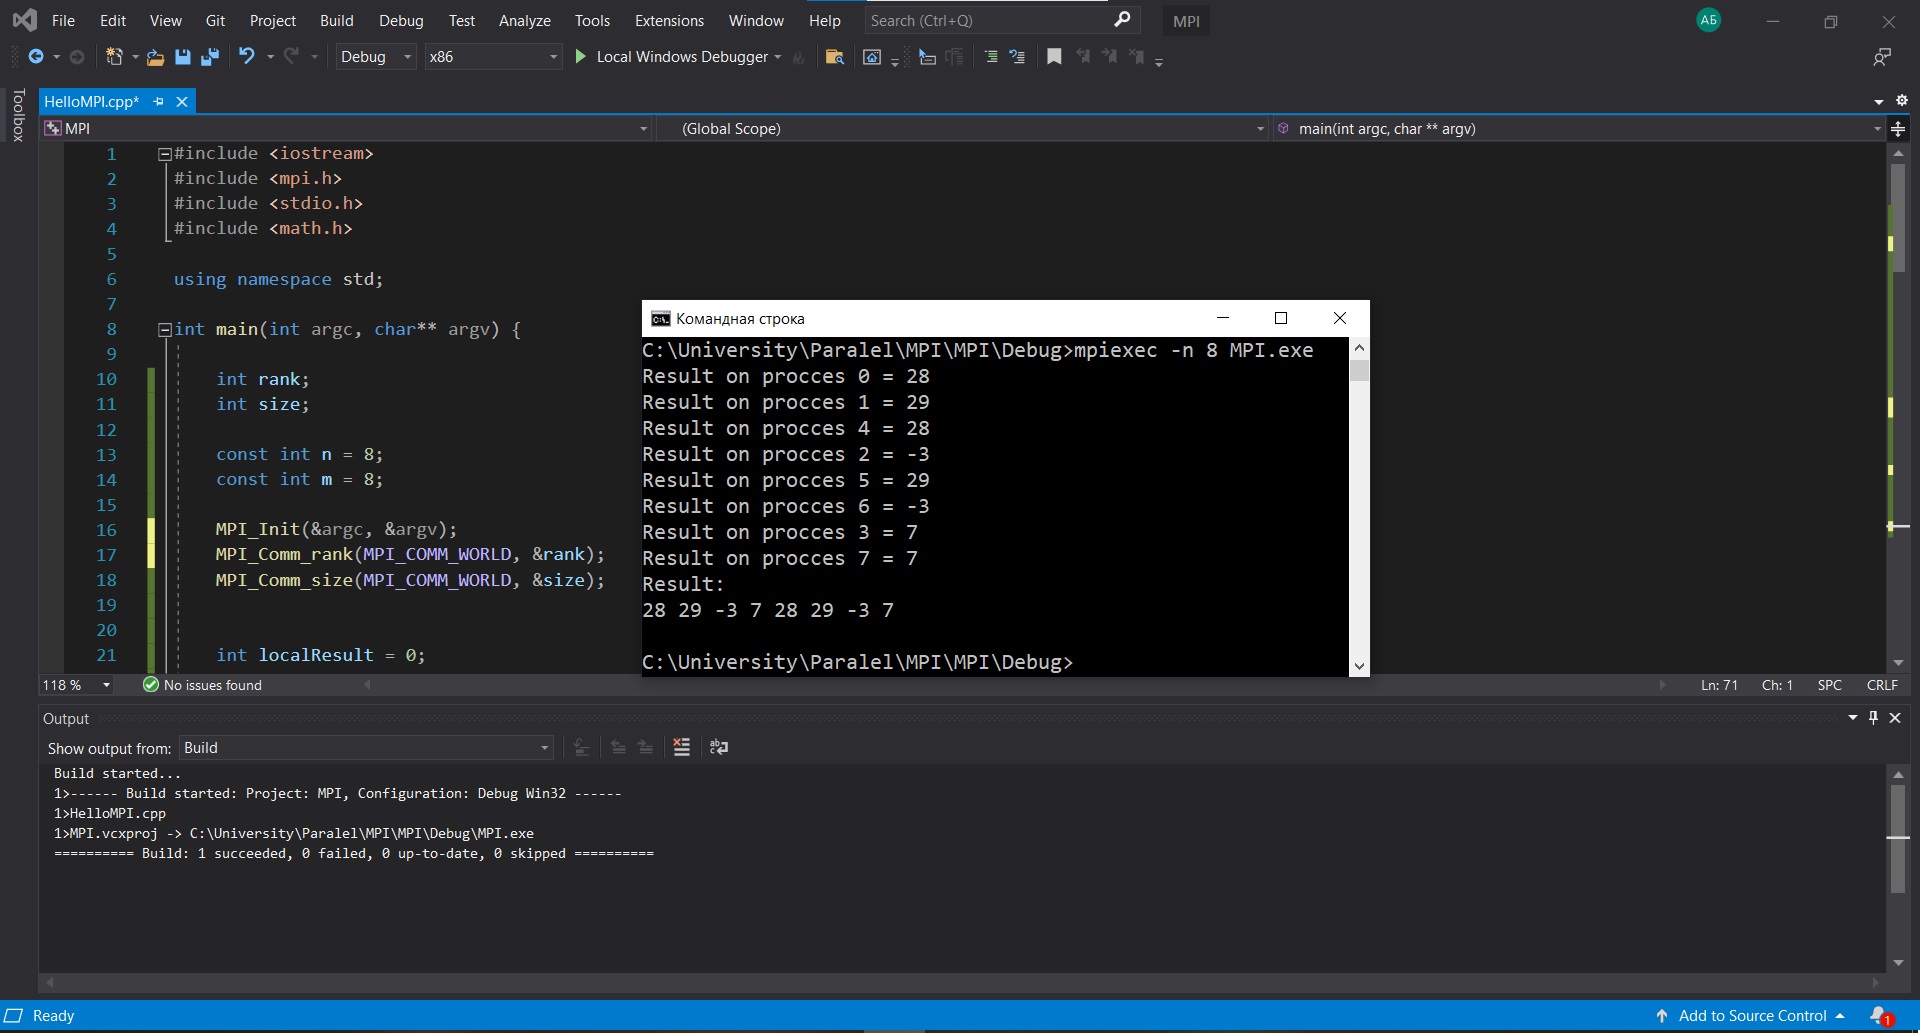 File Edit View Git Project Build Debug Test Analyze Tools Extensions Window Help Search (Ctrl+Q) MPI АБ
Debug x86 Local Windows Debugger
Toolbox
HelloMPI.cpp*
MPI (Global Scope) main(int argc, char ** argv)
1 #include <iostream>
2 #include <mpi.h>
3 #include <stdio.h>
4 #include <math.h>
5
6 using namespace std;
7
8 int main(int argc, char** argv) {
9
10 int rank;
11 int size;
12
13 const int n = 8;
14 const int m = 8;
15
16 MPI_Init(&argc, &argv);
17 MPI_Comm_rank(MPI_COMM_WORLD, &rank);
18 MPI_Comm_size(MPI_COMM_WORLD, &size);
19
20
21 int localResult = 0;
Командная строка
C:\University\Paralel\MPI\MPI\Debug>mpiexec -n 8 MPI.exe
Result on procces 0 = 28
Result on procces 1 = 29
Result on procces 4 = 28
Result on procces 2 = -3
Result on procces 5 = 29
Result on procces 6 = -3
Result on procces 3 = 7
Result on procces 7 = 7
Result:
28 29 -3 7 28 29 -3 7
C:\University\Paralel\MPI\MPI\Debug>
118 % No issues found Ln: 71 Ch: 1 SPC CRLF
Output
Show output from: Build
Build started...
1>------ Build started: Project: MPI, Configuration: Debug Win32 ------
1>HelloMPI.cpp
1>MPI.vcxproj -> C:\University\Paralel\MPI\MPI\Debug\MPI.exe
========== Build: 1 succeeded, 0 failed, 0 up-to-date, 0 skipped ==========
Ready Add to Source Control 1